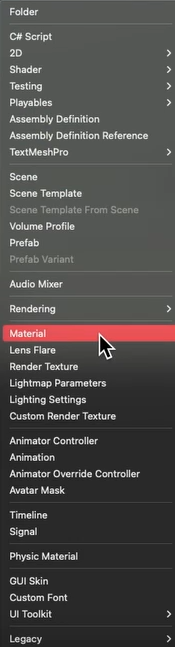 Folder
C# Script
2D
Shader
Testing
Playables
Assembly Definition
Assembly Definition Reference
TextMeshPro
Scene
Scene Template
Scene Template From Scene
Volume Profile
Prefab
Prefab Variant
Audio Mixer
Rendering
Material
Lens Flare
Render Texture
Lightmap Parameters
Lighting Settings
Custom Render Texture
Animator Controller
Animation
Animator Override Controller
Avatar Mask
Timeline
Signal
Physic Material
GUI Skin
Custom Font
UI Toolkit
Legacy